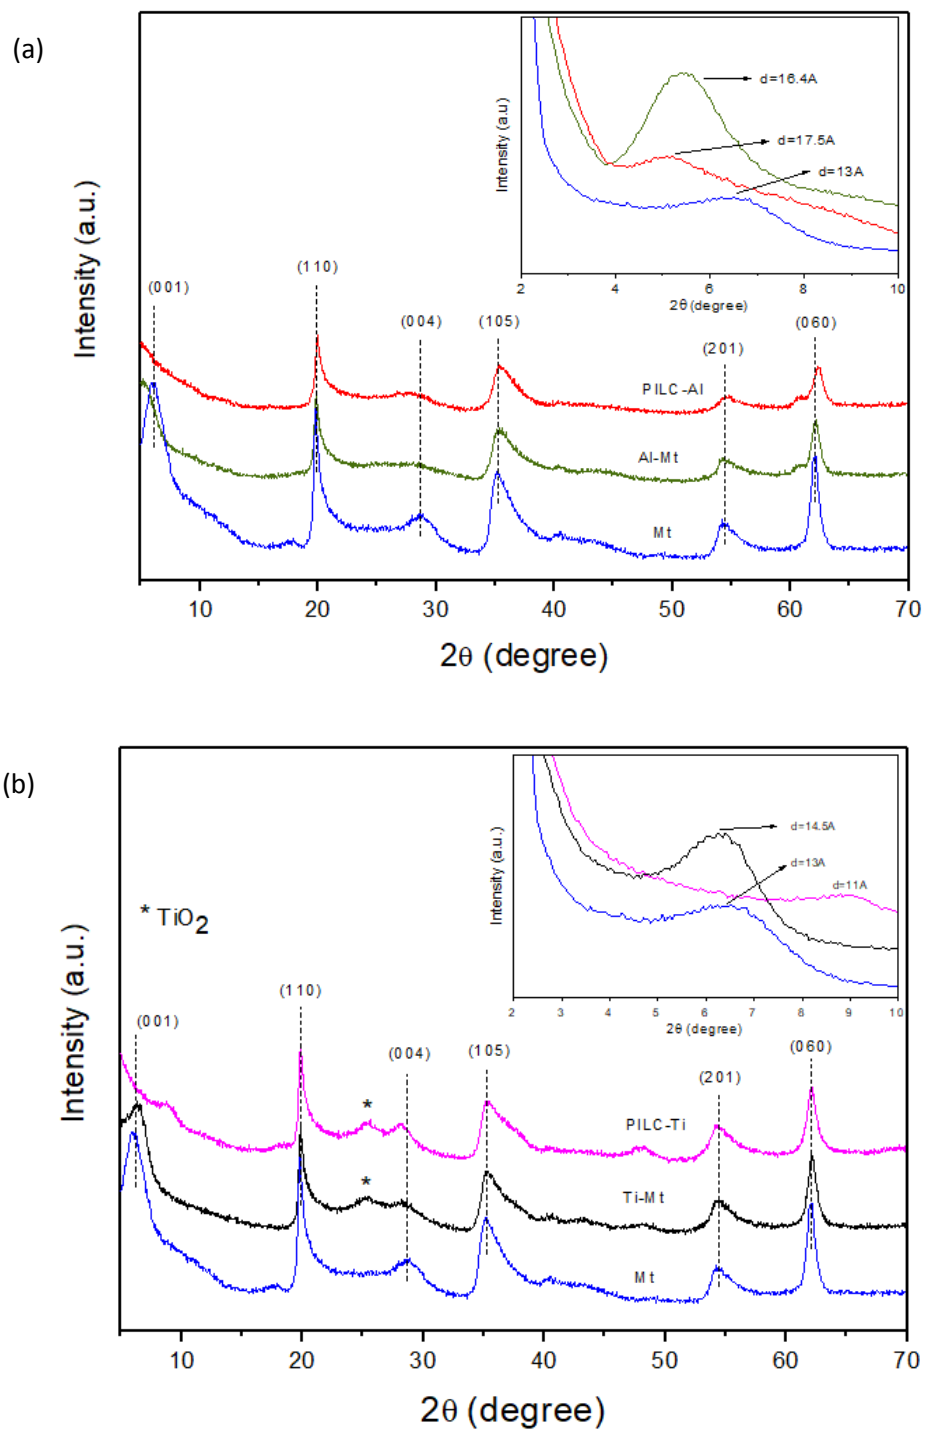 (a)
Intensity (a.u.)
(001)
(110)
(004)
(105)
(201)
(060)
PILC-Al
Al-Mt
Mt
10
20
30
40
50
60
70
2θ (degree)
Intensity (a.u)
d=16.4A
d=17.5A
d=13A
2
4
6
8
10
2θ (degree)
(b)
Intensity (a.u.)
* TiO2
(001)
(110)
(004)
(105)
(201)
(060)
*
*
PILC-Ti
Ti-Mt
Mt
10
20
30
40
50
60
70
2θ (degree)
Intensity (a.u.)
d=14.5A
d=13A
d=11A
2
3
4
5
6
7
8
9
10
2θ (degree)